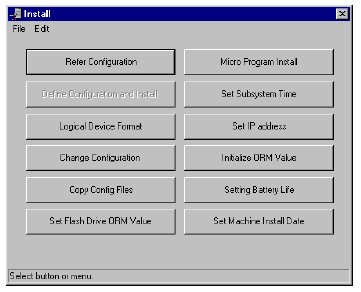 Install
File Edit
Refer Configuration
Micro Program Install
Define Configuration and Install
Set Subsystem Time
Logical Device Format
Set IP address
Change Configuration
Initialize ORM Value
Copy Config Files
Setting Battery Life
Set Flash Drive ORM Value
Set Machine Install Date
Select button or menu.